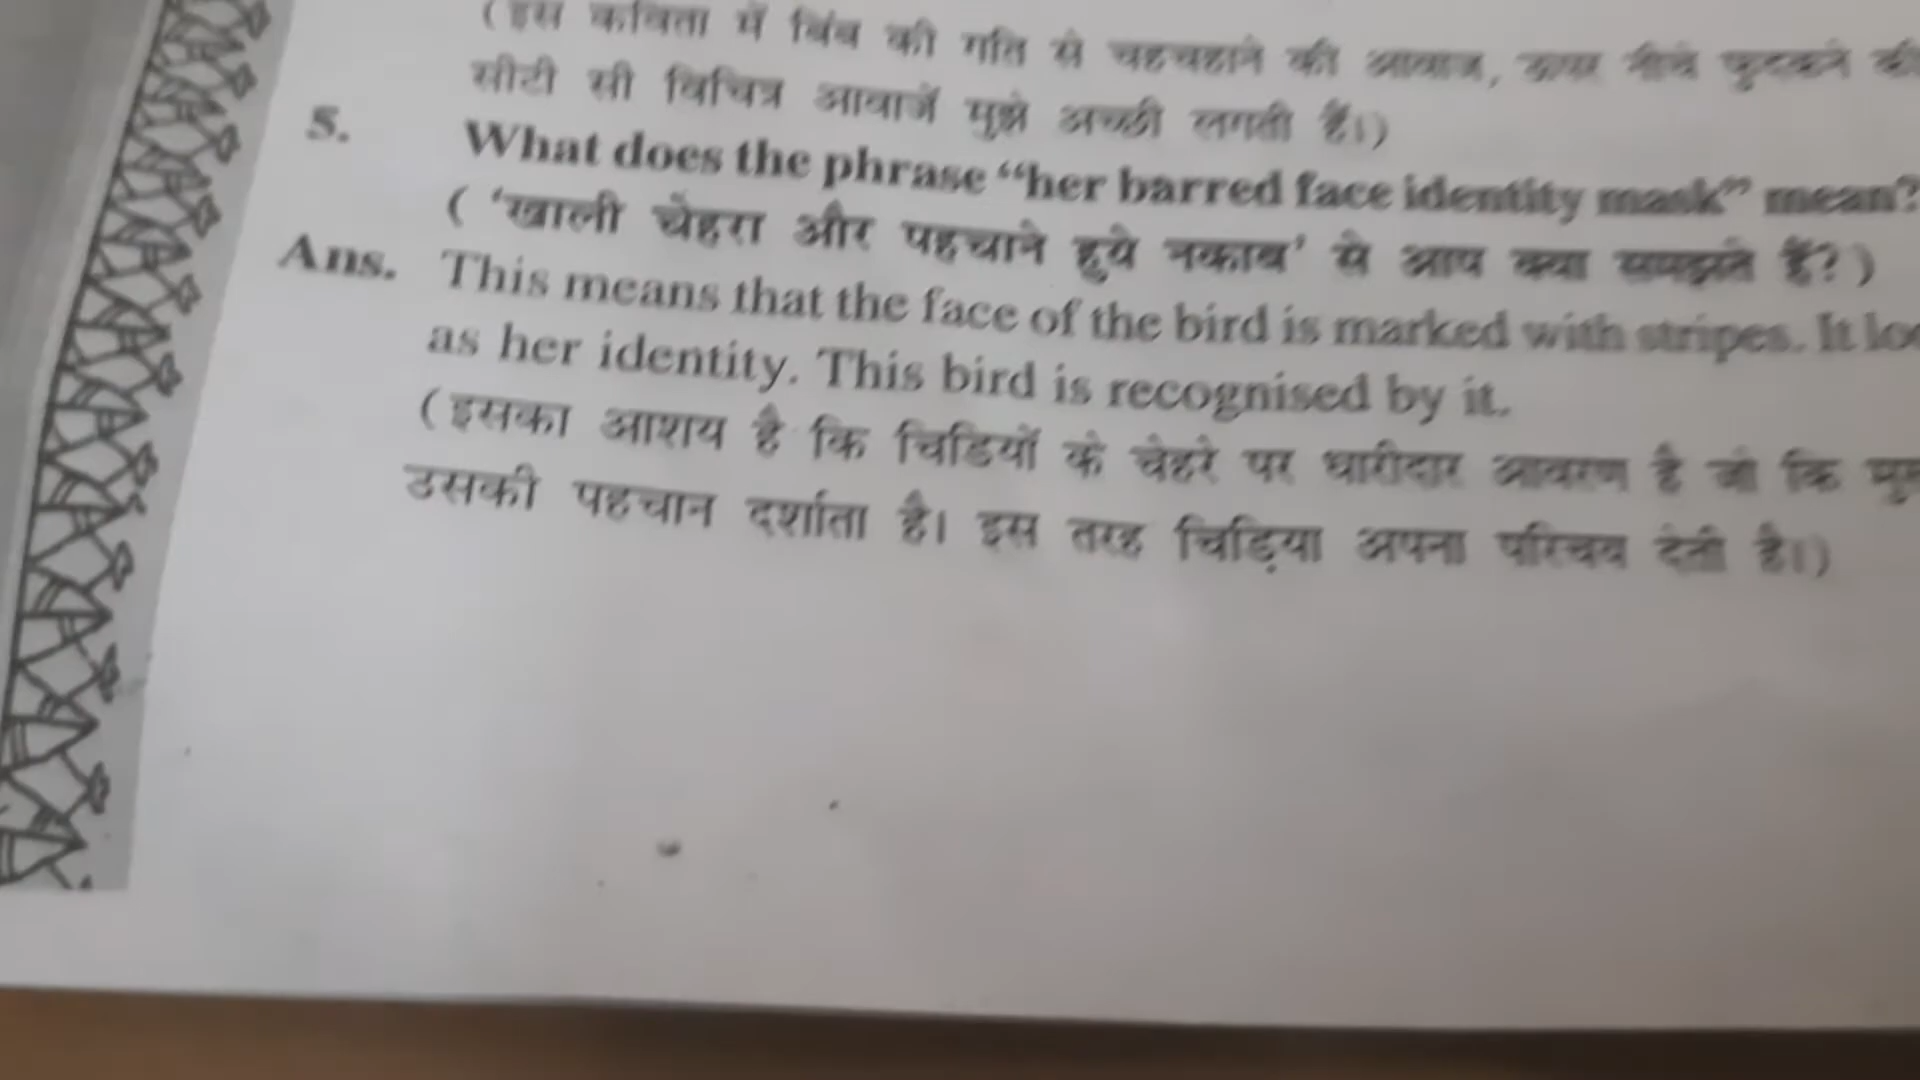 (इस कविता में बिंब की गति से चहचहाने की आवाज, ऊपर नीचे फुदकने की
सीटी सी विचित्र आवाजें मुझे अच्छी लगती हैं।)
5. What does the phrase “her barred face identity mask” mean?
( ‘खाली चेहरा और पहचाने हुये नकाब’ से आप क्या समझते हैं? )
Ans. This means that the face of the bird is marked with stripes. It
as her identity. This bird is recognised by it.
(इसका आशय है कि चिडियों के चेहरे पर धारीदार आवरण है जो कि
उसकी पहचान दर्शाता है। इस तरह चिड़िया अपना परिचय देती है।)